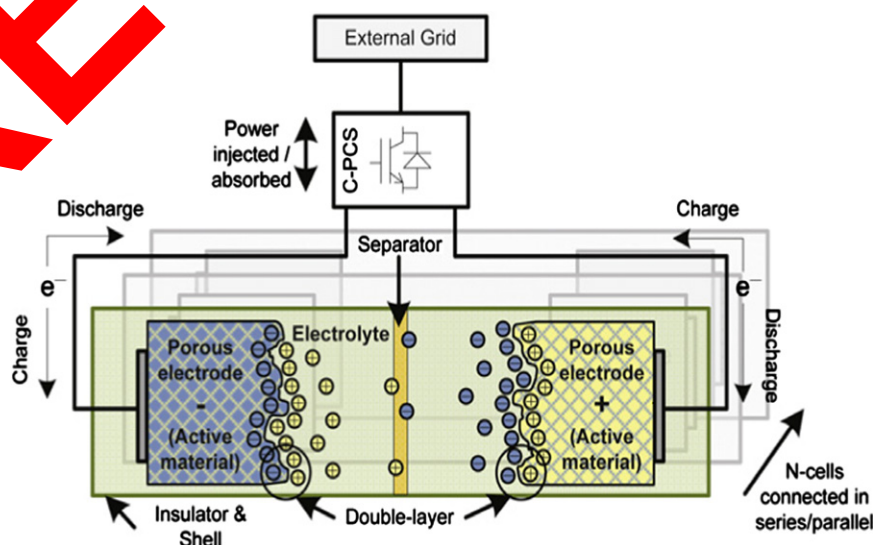 External Grid
Power
injected /
absorbed
C-PCS
Discharge
Charge
Separator
e⁻
e⁻
Charge
Discharge
Electrolyte
Porous
electrode
-
(Active
material)
Porous
electrode
+
(Active
material)
Insulator &
Shell
Double-layer
N-cells
connected in
series/parallel